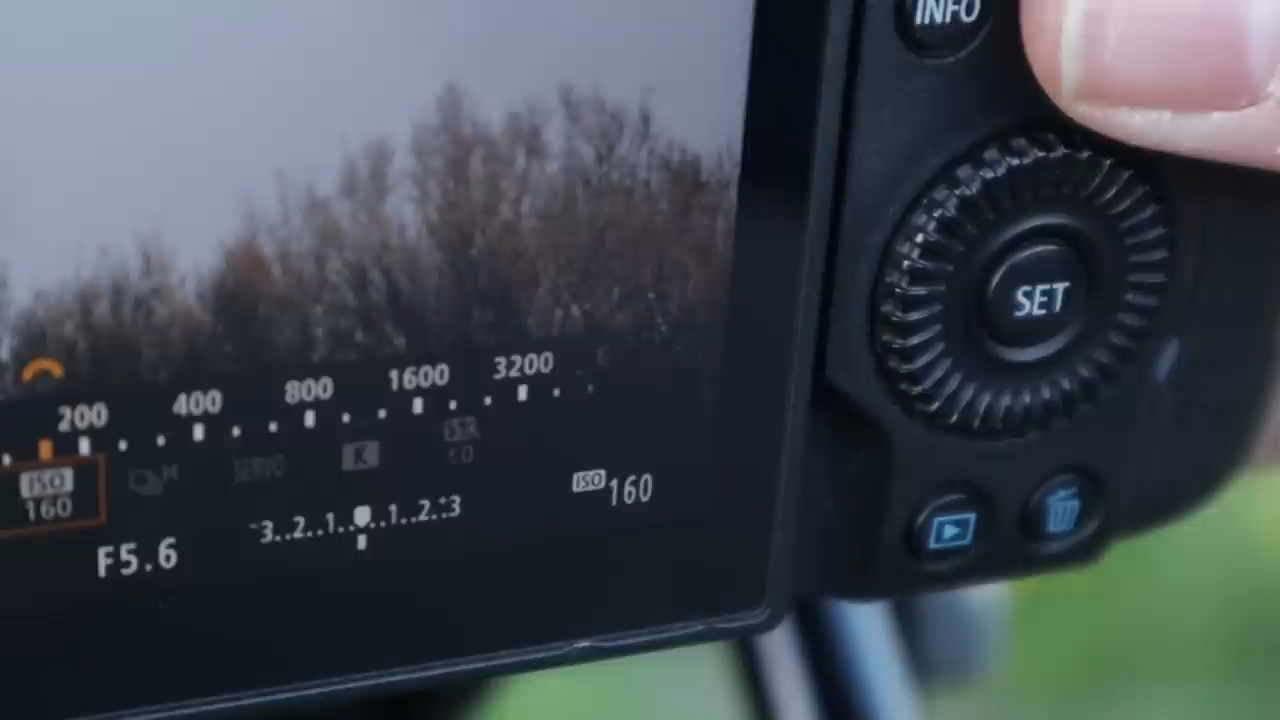 INFO
200 400 800 1600 3200
SERVO
K
ISO
160
-3..2..1..0..1..2..+3
ISO 160
F5.6
SET